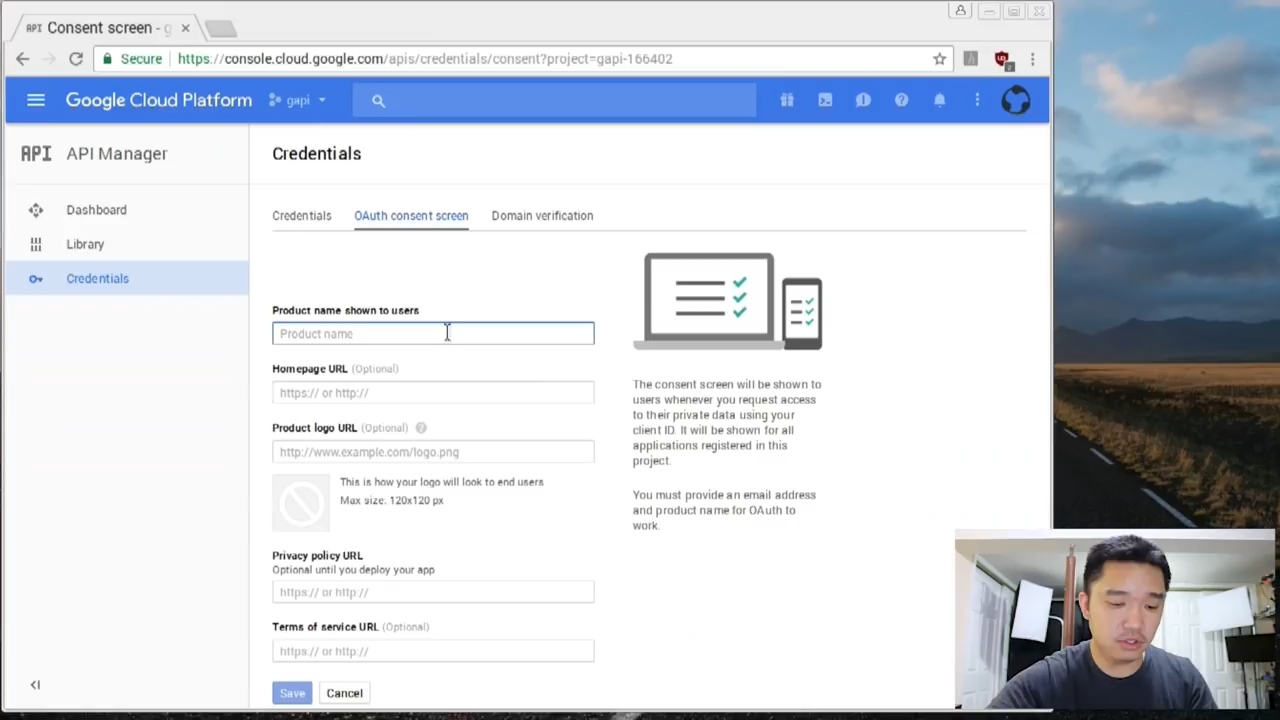 API Consent screen - g
Secure https://console.cloud.google.com/apis/credentials/consent?project=gapi-166402
Google Cloud Platform gapi
API API Manager
Credentials
Dashboard
Library
Credentials
Credentials OAuth consent screen Domain verification
Product name shown to users
Product name
Homepage URL (Optional)
https:// or http://
Product logo URL (Optional)
http://www.example.com/logo.png
This is how your logo will look to end users
Max size: 120x120 px
Privacy policy URL
Optional until you deploy your app
https:// or http://
Terms of service URL (Optional)
https:// or http://
Save Cancel
The consent screen will be shown to
users whenever you request access
to their private data using your
client ID. It will be shown for all
applications registered in this
project.
You must provide an email address
and product name for OAuth to
work.